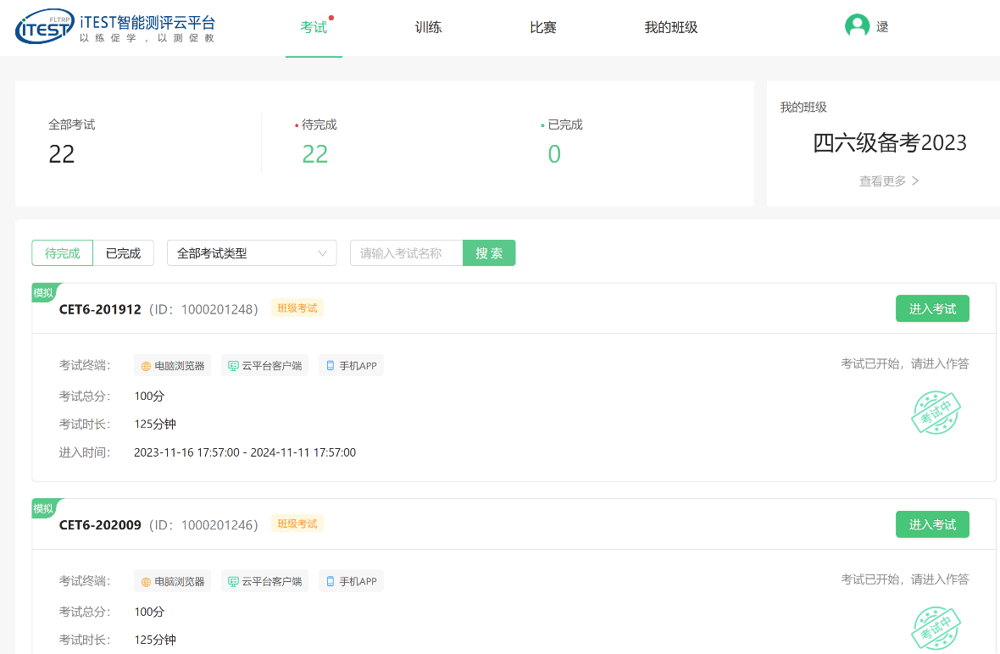 FLTRP
iTEST iTEST智能测评云平台
以练促学，以测促教
考试 训练 比赛 我的班级 逯
全部考试 待完成 已完成
22 22 0
我的班级
四六级备考2023
查看更多 >
待完成 已完成 全部考试类型 请输入考试名称 搜索
模拟
CET6-201912（ID：1000201248） 班级考试 进入考试
考试终端： 电脑浏览器 云平台客户端 手机APP 考试已开始，请进入作答
考试总分： 100分
考试中
考试时长： 125分钟
进入时间： 2023-11-16 17:57:00 - 2024-11-11 17:57:00
模拟
CET6-202009（ID：1000201246） 班级考试 进入考试
考试终端： 电脑浏览器 云平台客户端 手机APP 考试已开始，请进入作答
考试总分： 100分
考试中
考试时长： 125分钟